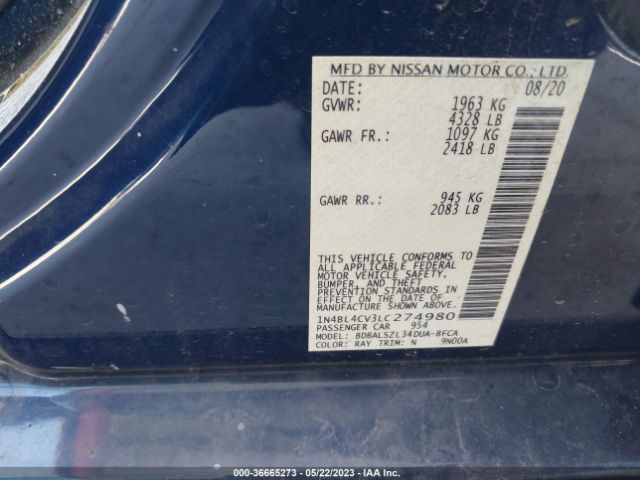 MFD BY NISSAN MOTOR CO., LTD.
DATE: 08/20
GVWR: 1963 KG
4328 LB
GAWR FR.: 1097 KG
2418 LB
GAWR RR.: 945 KG
2083 LB
THIS VEHICLE CONFORMS TO
ALL APPLICABLE FEDERAL
MOTOR VEHICLE SAFETY,
BUMPER, AND THEFT
PREVENTION STANDARDS
IN EFFECT ON THE DATE OF
MANUFACTURE SHOWN ABOVE.
1N4BL4CV3LC274980
PASSENGER CAR 954
MODEL: BDBALSZL34DUA-BFCA
COLOR: RAY TRIM: N 9N00A
000-36665273 - 05/22/2023 - IAA Inc.